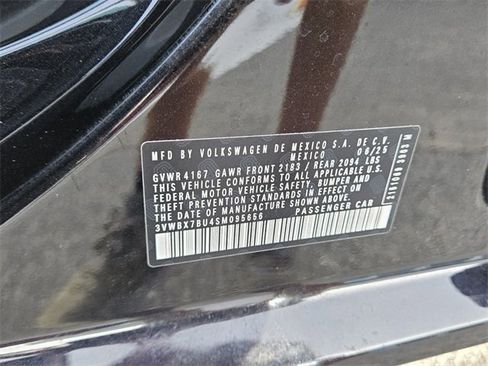 MFD BY VOLKSWAGEN DE MEXICO S.A. DE C.V.
MEXICO 06/25
GVWR 4167 GAWR FRONT 2183 / REAR 2094 LBS
THIS VEHICLE CONFORMS TO ALL APPLICABLE U.S.
FEDERAL MOTOR VEHICLE SAFETY, BUMPER AND
THEFT PREVENTION STANDARDS IN EFFECT ON
THE DATE OF MANUFACTURE SHOWN ABOVE.
3VWBX7BU4SM095656 PASSENGER CAR